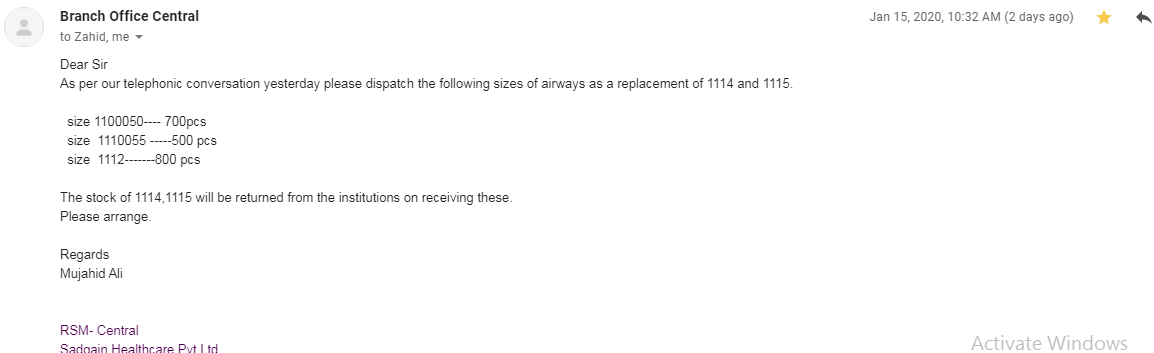 Branch Office Central
Jan 15, 2020, 10:32 AM (2 days ago)
to Zahid, me
Dear Sir
As per our telephonic conversation yesterday please dispatch the following sizes of airways as a replacement of 1114 and 1115.
size 1100050---- 700pcs
size 1110055 -----500 pcs
size 1112-------800 pcs
The stock of 1114,1115 will be returned from the institutions on receiving these.
Please arrange.
Regards
Mujahid Ali
RSM- Central
Sadqain Healthcare Pvt Ltd
Activate Windows